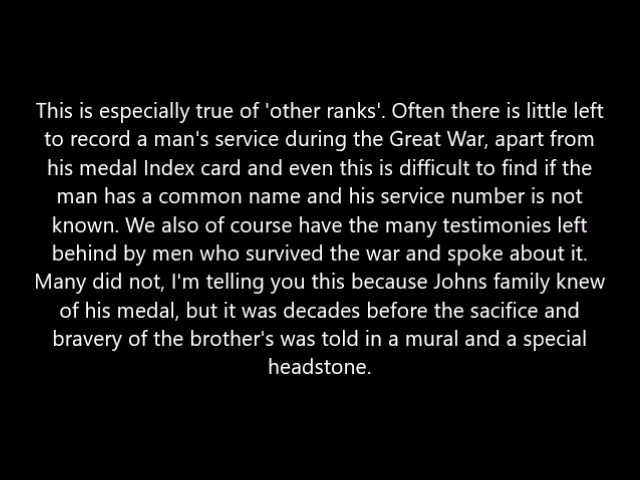 This is especially true of 'other ranks'. Often there is little left
to record a man's service during the Great War, apart from
his medal Index card and even this is difficult to find if the
man has a common name and his service number is not
known. We also of course have the many testimonies left
behind by men who survived the war and spoke about it.
Many did not, I'm telling you this because Johns family knew
of his medal, but it was decades before the sacifice and
bravery of the brother's was told in a mural and a special
headstone.